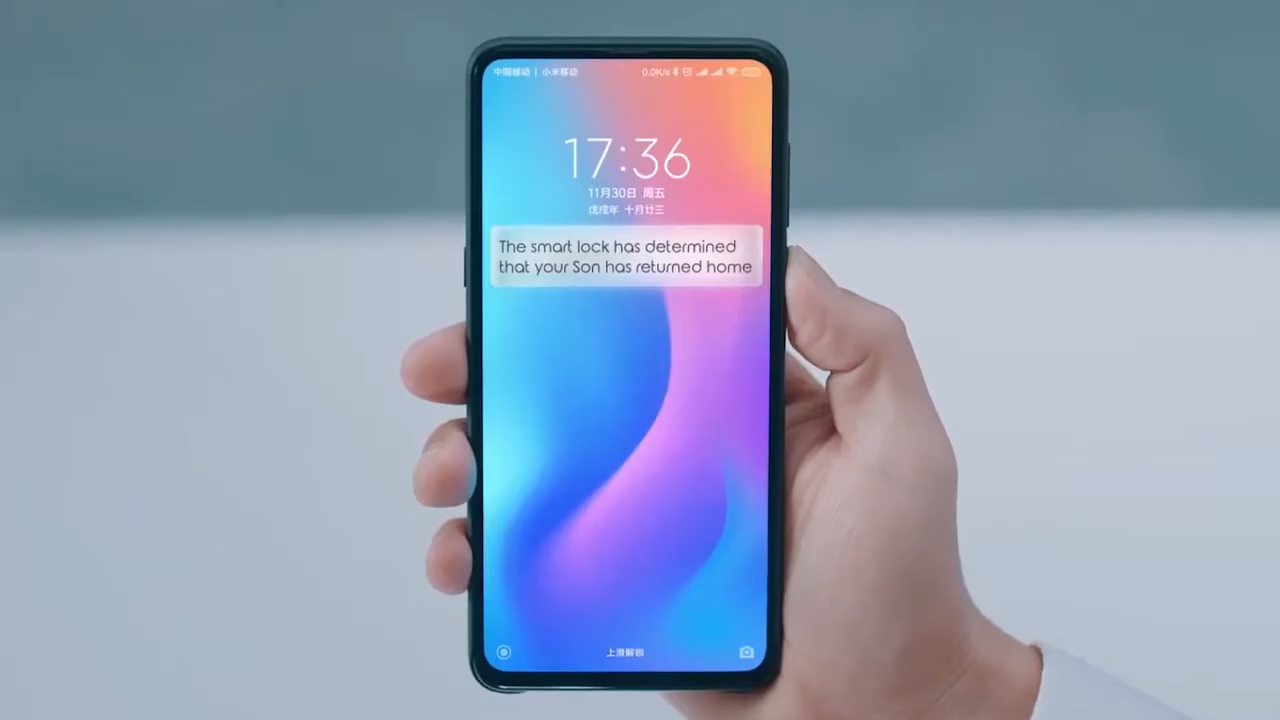 中国移动 | 小米移动 0.0K/s
17:36
11月30日 周五
戊戌年 十月廿三
The smart lock has determined
that your Son has returned home
上滑解锁